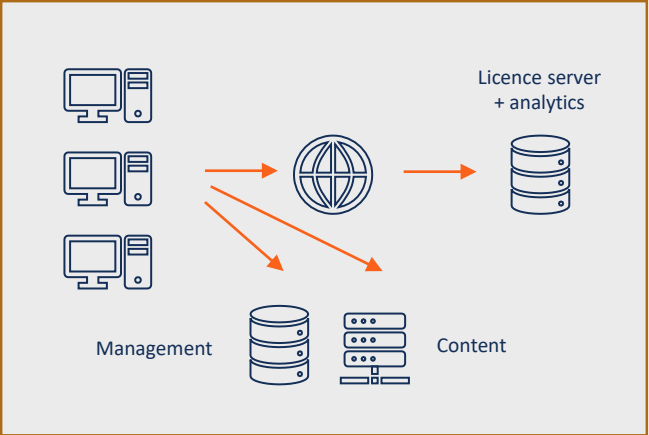 Licence server
+ analytics
Management
Content